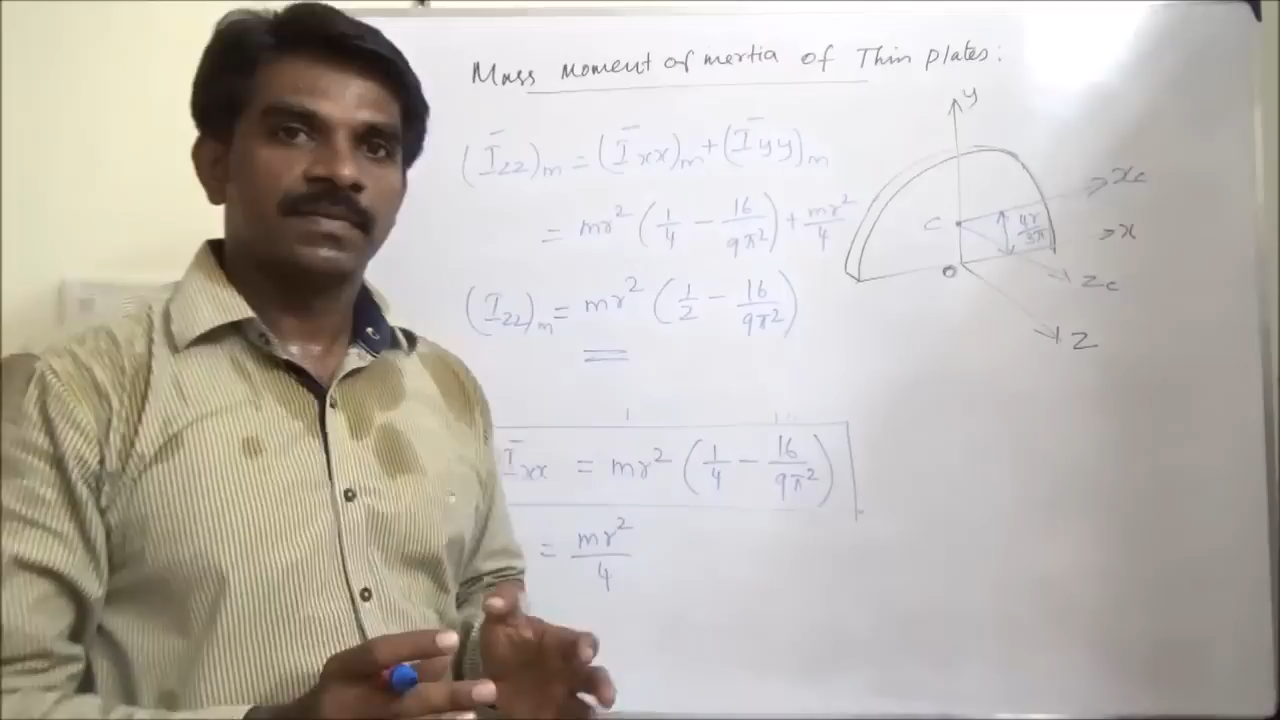 Mass Moment of inertia of Thin Plates:
(Īzz)m = (Īxx)m + (Īyy)m
= mr² (1/4 − 16/9π²) + mr²/4
(Izz)m = mr² (1/2 − 16/9π²)
Īxx = mr² (1/4 − 16/9π²)
= mr²/4
y
xc
C
4r/3π
x
O
zc
z